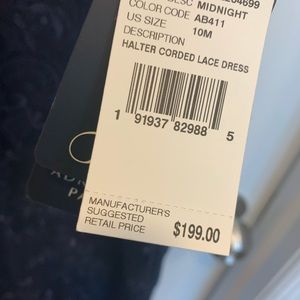 MIDNIGHT
COLOR CODE AB411
US SIZE 10M
DESCRIPTION
HALTER CORDED LACE DRESS
1 91937 82988 5
MANUFACTURER'S
SUGGESTED
RETAIL PRICE $199.00